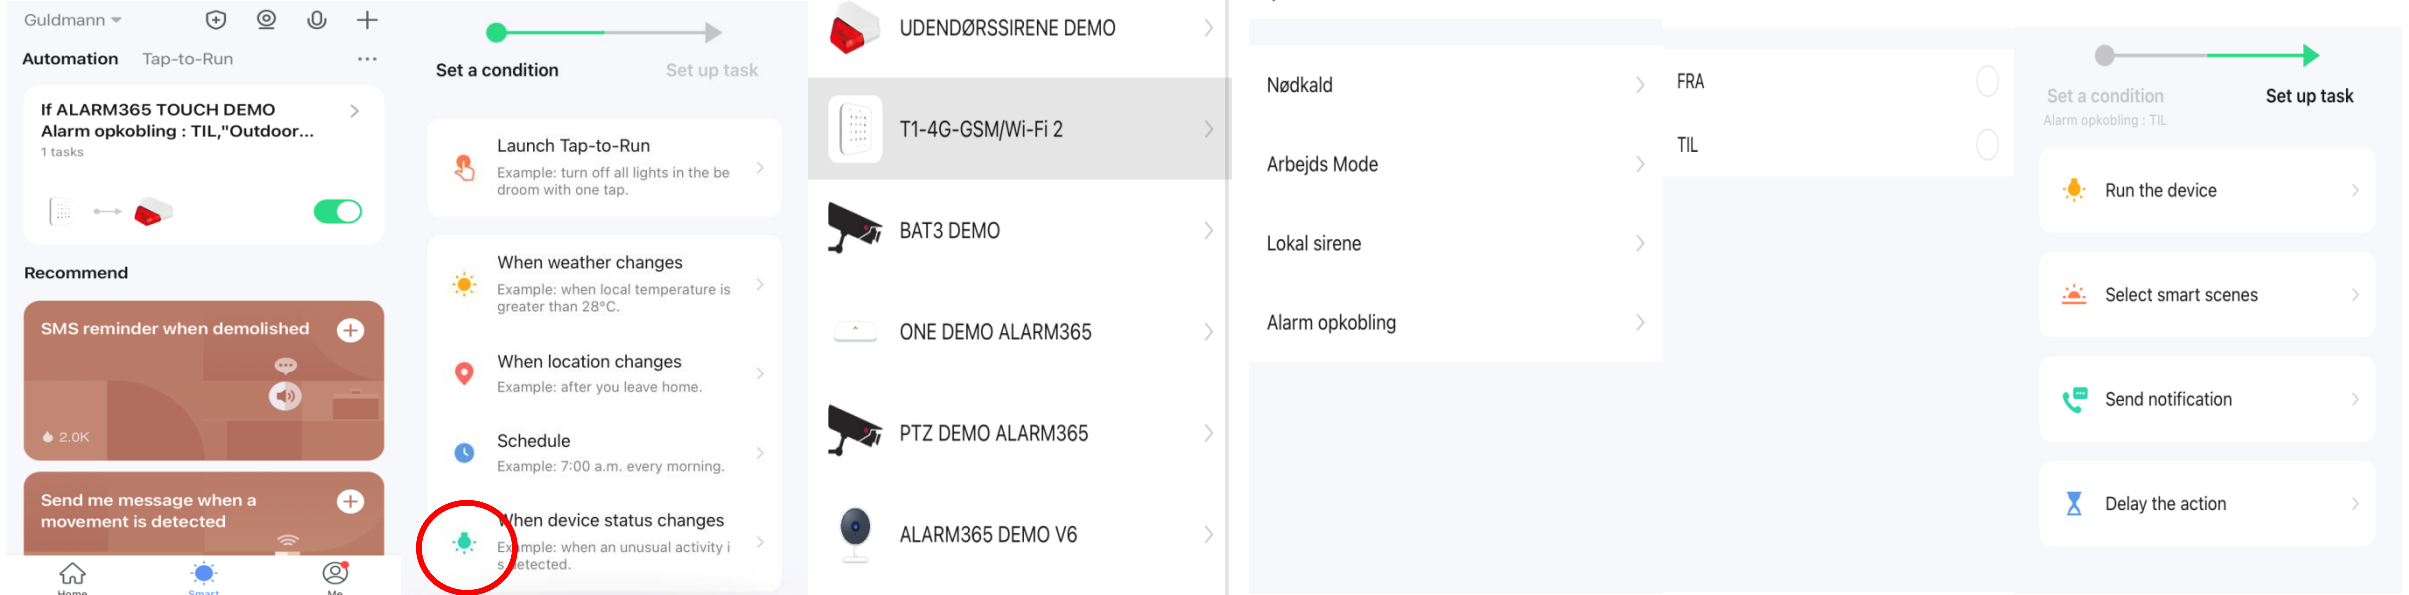 Guldmann
Automation Tap-to-Run
If ALARM365 TOUCH DEMO
Alarm opkobling : TIL,"Outdoor...
1 tasks
Recommend
SMS reminder when demolished
2.0K
Send me message when a
movement is detected
Home Smart Me
Set a condition Set up task
Launch Tap-to-Run
Example: turn off all lights in the be
droom with one tap.
When weather changes
Example: when local temperature is
greater than 28°C.
When location changes
Example: after you leave home.
Schedule
Example: 7:00 a.m. every morning.
When device status changes
Example: when an unusual activity i
s detected.
UDENDØRSSIRENE DEMO
T1-4G-GSM/Wi-Fi 2
BAT3 DEMO
ONE DEMO ALARM365
PTZ DEMO ALARM365
ALARM365 DEMO V6
Nødkald
Arbejds Mode
Lokal sirene
Alarm opkobling
FRA
TIL
Set a condition Set up task
Alarm opkobling : TIL
Run the device
Select smart scenes
Send notification
Delay the action